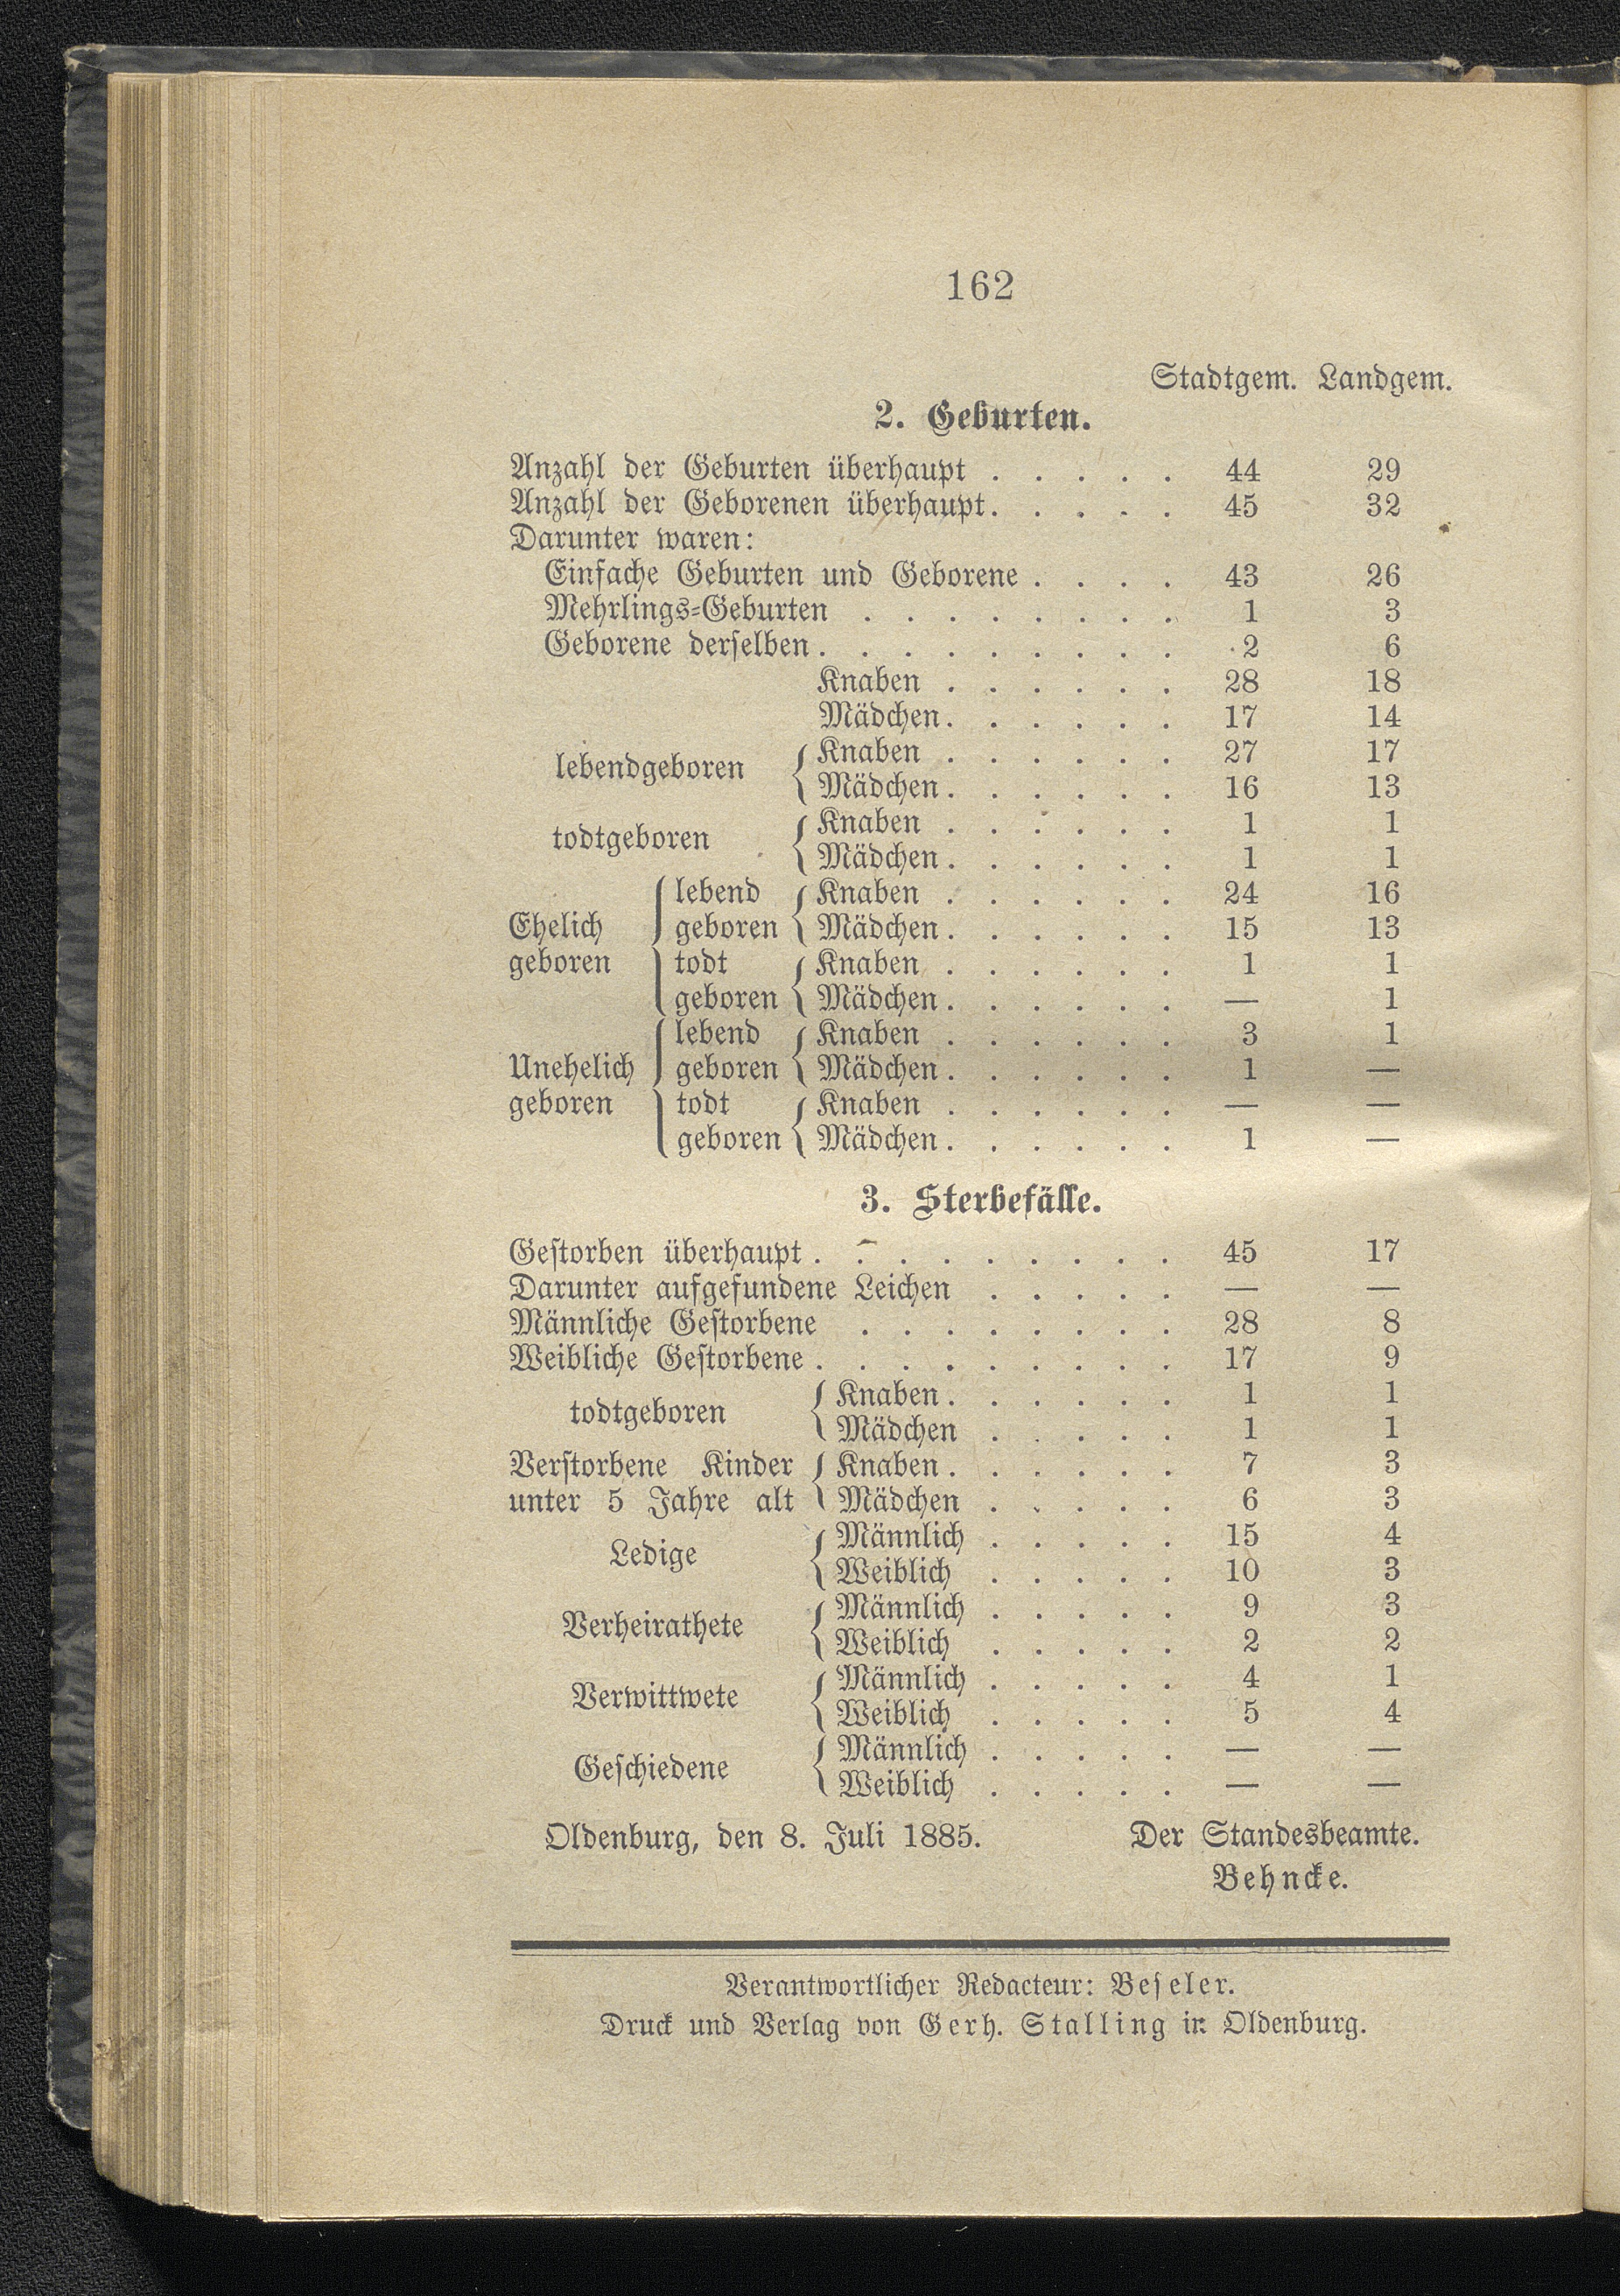 162
Stadtgem. Landgem.
2. Geburten.
Anzahl der Geburten überhaupt . . . . . 44 29
Anzahl der Geborenen überhaupt. . . . . 45 32
Darunter waren:
Einfache Geburten und Geborene . . . . 43 26
Mehrlings-Geburten . . . . . . . . 1 3
Geborene derselben. . . . . . . . . 2 6
Knaben . . . . . . 28 18
Mädchen. . . . . . 17 14
lebendgeboren { Knaben . . . . . . 27 17
Mädchen. . . . . . 16 13
todtgeboren { Knaben . . . . . . 1 1
Mädchen. . . . . . 1 1
lebend { Knaben . . . . . . 24 16
Ehelich { geboren Mädchen. . . . . . 15 13
geboren todt { Knaben . . . . . . 1 1
geboren Mädchen. . . . . . — 1
lebend { Knaben . . . . . . 3 1
Unehelich { geboren Mädchen. . . . . . 1 —
geboren todt { Knaben . . . . . . — —
geboren Mädchen. . . . . . 1 —
3. Sterbefälle.
Gestorben überhaupt . . . . . . . . . 45 17
Darunter aufgefundene Leichen . . . . . — —
Männliche Gestorbene . . . . . . . . 28 8
Weibliche Gestorbene . . . . . . . . . 17 9
todtgeboren { Knaben. . . . . . 1 1
Mädchen . . . . . 1 1
Verstorbene Kinder { Knaben. . . . . . 7 3
unter 5 Jahre alt Mädchen . . . . . 6 3
Ledige { Männlich . . . . . 15 4
Weiblich . . . . . 10 3
Verheirathete { Männlich . . . . . 9 3
Weiblich . . . . . 2 2
Verwittwete { Männlich . . . . . 4 1
Weiblich . . . . . 5 4
Geschiedene { Männlich . . . . . — —
Weiblich . . . . . — —
Oldenburg, den 8. Juli 1885. Der Standesbeamte.
Behncke.
Verantwortlicher Redacteur: Beseler.
Druck und Verlag von Gerh. Stalling in Oldenburg.